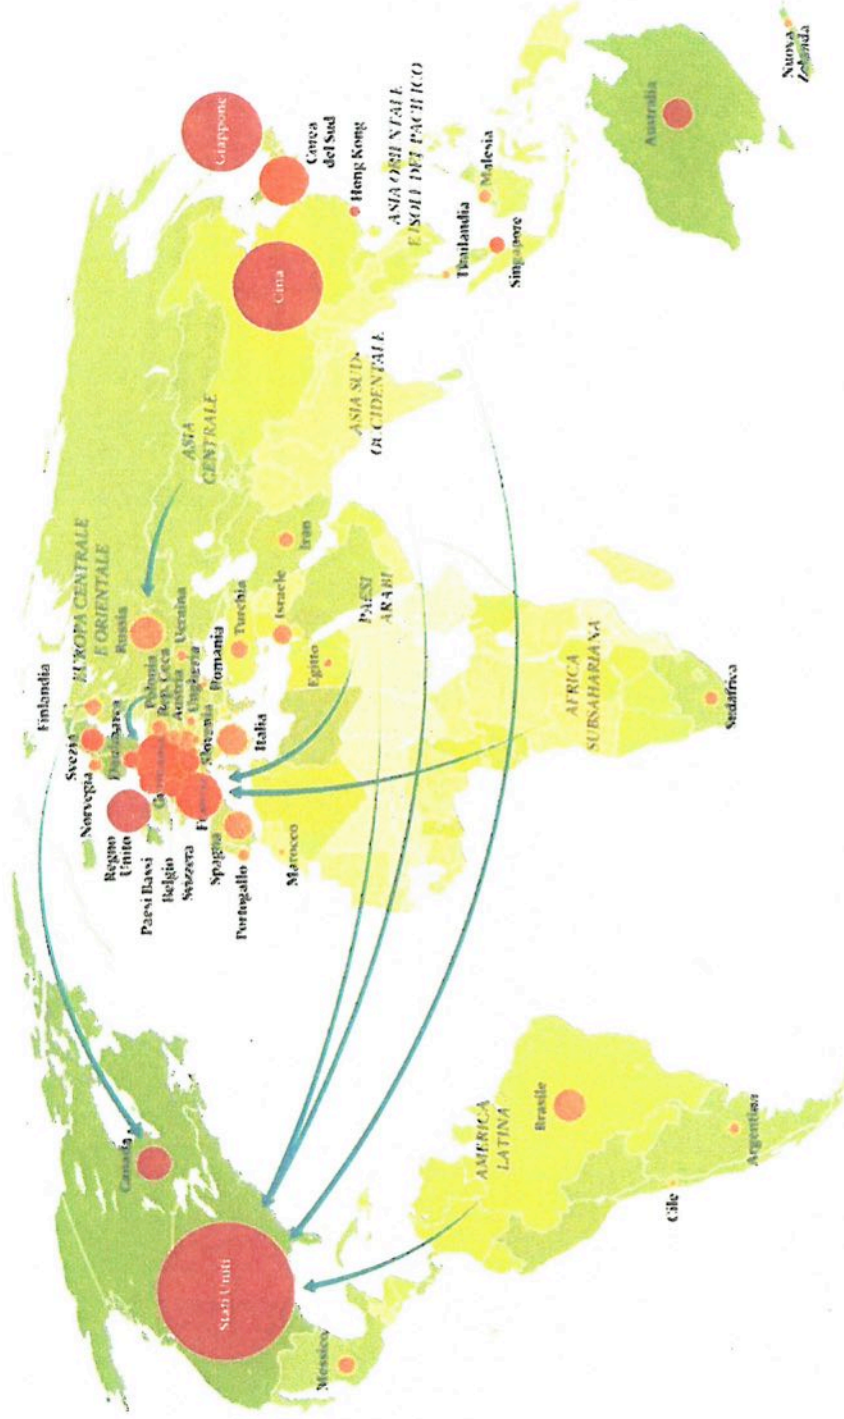 Stati Uniti
Canada
Messico
AMERICA
LATINA
Brasile
Argentina
Cile
Finlandia
Svezia
Norvegia
Danimarca
Regno
Unito
Paesi Bassi
Belgio
Svizzera
Spagna
Portogallo
Marocco
Italia
Slovenia
Polonia
Rep. Ceca
Austria
Ungheria
Ucraina
Romania
Turchia
Israele
Egitto
Iran
Russia
EUROPA CENTRALE
E ORIENTALE
ASIA
CENTRALE
PAESI
ARABI
AFRICA
SUBSAHARIANA
Sudafrica
ASIA SUD-
OCCIDENTALE
Cina
Giappone
Corea
del Sud
Hong Kong
ASIA ORIENTALE
E ISOLE DEL PACIFICO
Thailandia
Malesia
Singapore
Australia
Nuova
Zelanda